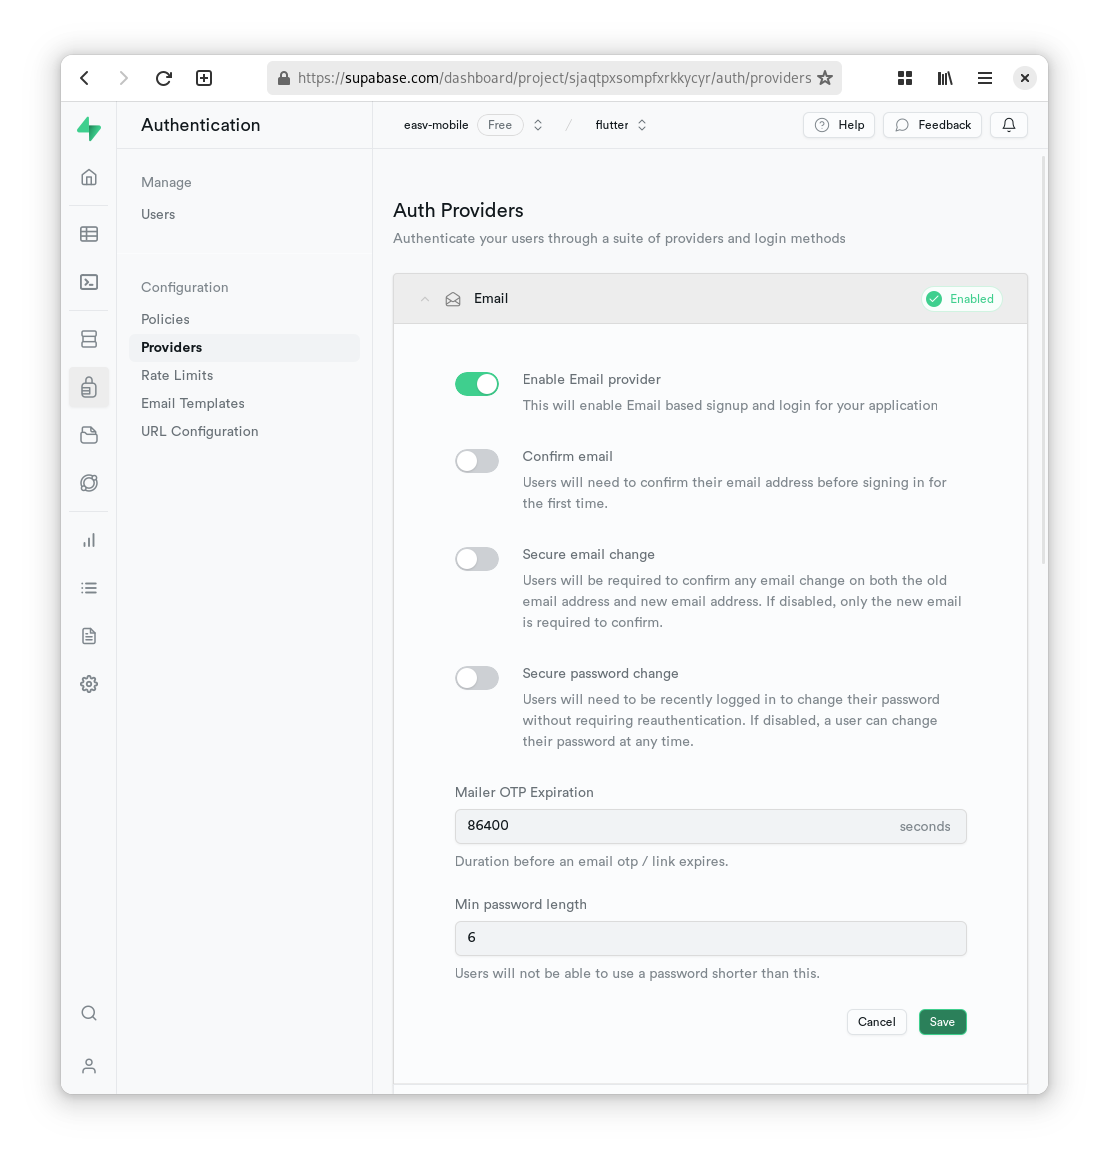 https://supabase.com/dashboard/project/sjaqtpxsompfxrkkycyr/auth/providers
Authentication
easv-mobile Free / flutter
Help Feedback
Manage
Users
Configuration
Policies
Providers
Rate Limits
Email Templates
URL Configuration
Auth Providers
Authenticate your users through a suite of providers and login methods
Email
Enabled
Enable Email provider
This will enable Email based signup and login for your application
Confirm email
Users will need to confirm their email address before signing in for
the first time.
Secure email change
Users will be required to confirm any email change on both the old
email address and new email address. If disabled, only the new email
is required to confirm.
Secure password change
Users will need to be recently logged in to change their password
without requiring reauthentication. If disabled, a user can change
their password at any time.
Mailer OTP Expiration
86400 seconds
Duration before an email otp / link expires.
Min password length
6
Users will not be able to use a password shorter than this.
Cancel Save